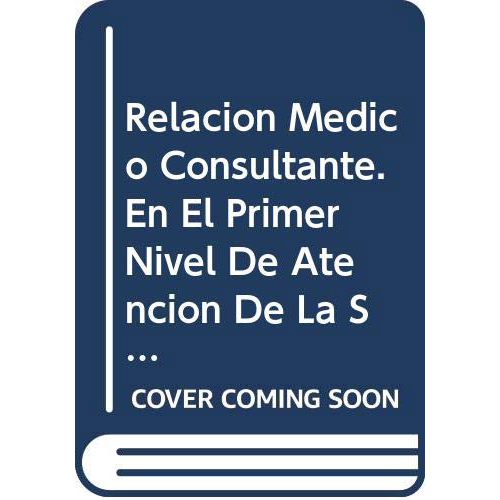 Relacion Medic
o Consultante.
En El Primer
Nivel De Ate
ncion De La S
...
COVER COMING SOON